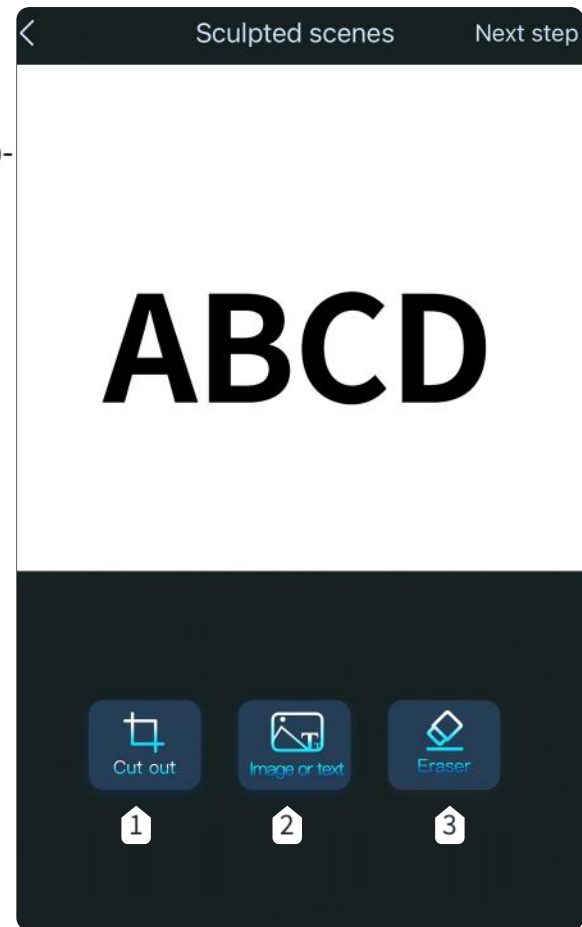 Sculpted scenes Next step
-
ABCD
Cut out Image or text Eraser
1 2 3